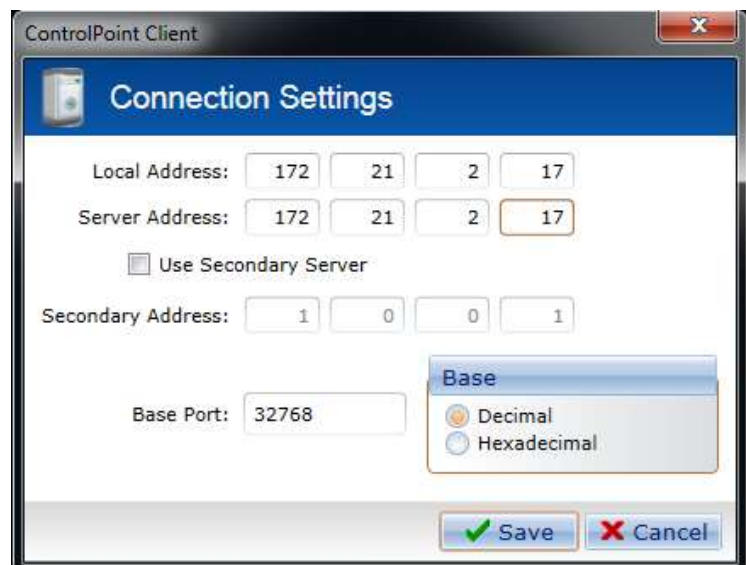 ControlPoint Client
Connection Settings
Local Address: 172 21 2 17
Server Address: 172 21 2 17
Use Secondary Server
Secondary Address: 1 0 0 1
Base
Base Port: 32768
Decimal
Hexadecimal
Save Cancel